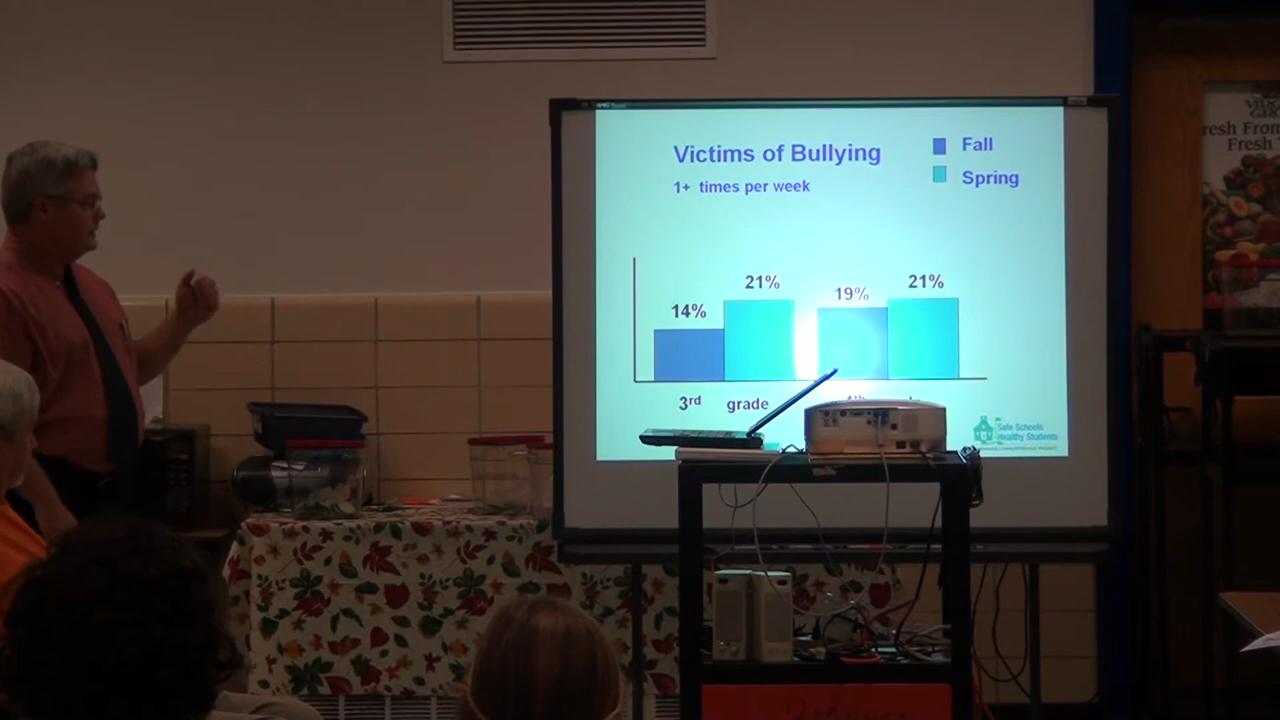 Victims of Bullying
1+ times per week
Fall
Spring
14%
21%
19%
21%
3rd grade
Safe Schools
Healthy Students
resh From
Fresh